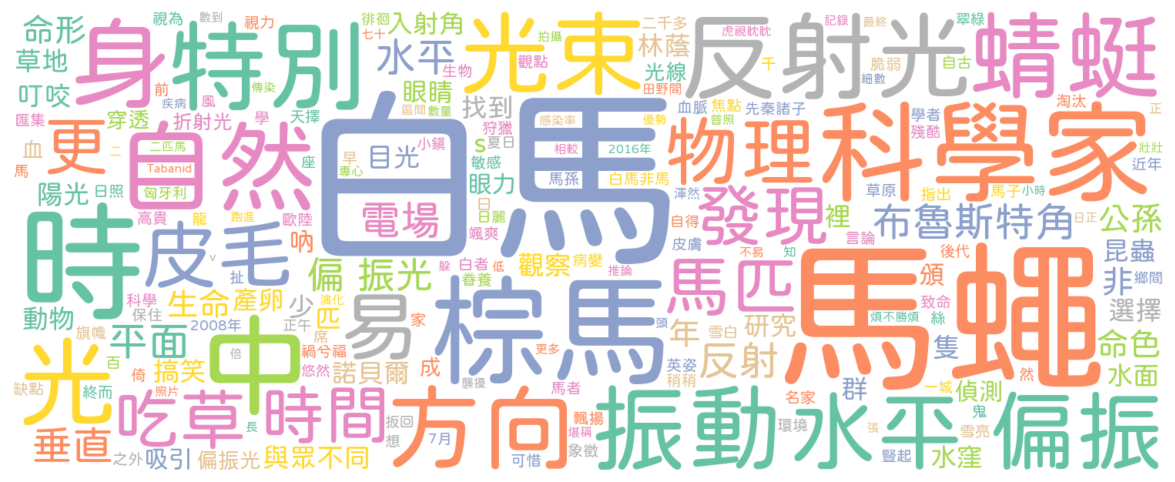 命形 身 特別 視為 數到 視力 徘徊 七十 入射角 光束 觀點 拍攝 二千多 林蔭 反射光 虎視眈眈 記錄 最終 脆弱 細數 翠綠 自古 蜻蜓
草地 叮咬 水平 生物 眼睛 光線 田野間 千
匯集 穿透 前 疾病 傳染 風 折射光 學 天擇 區間 數量 找到 狩獵 夏日 感染率 血脈 焦點 普照 先秦諸子 優勢 學者 殘酷 淘汰 正
血 更 馬 二匹馬 二 Tabanid 匈牙利 自然 座 早 專心 目光 小鎮 s 敏感 眼力 白馬 相較 2016年 馬孫 白馬非馬 物理 科學家 壯壯 近年
陽光 日照 高貴 龍 跑進 歐陸 電場 日 日麗 颯爽 渾然 自得 發現 裡 草原 指出 馬子 小時 布魯斯特角 日正 公孫
時 皮毛 v 吶 扯 偏振光 躲 白者 低 眷養 觀察 病變 推論 皮膚 不易 知 言論 後代 昆蟲 非 鄉間
動物 科學 保住 生命 產卵 2008年 少 正午 演化 匹 席 易 家 棕馬 頭 馬匹 年 雪白 研究 頒 致命 煩不勝煩 絲 選擇
旗幟 平面 百 倚 搞笑 中 倍 禍兮福 悠然 諾貝爾 成 更多 襲擾 英姿 稍稍 反射 馬蠅 隻 命色 水面
缺點 光 終而 照片 吃草 長 時間 扳回 想 方向 馬者 飄揚 堪稱 振動 名家 群 然 一城 偵測 鬼
垂直 之外 吸引 偏振光 與眾不同 7月 可惜 象徵 環境 水平 張 豎起 雪亮 水窪 偏振